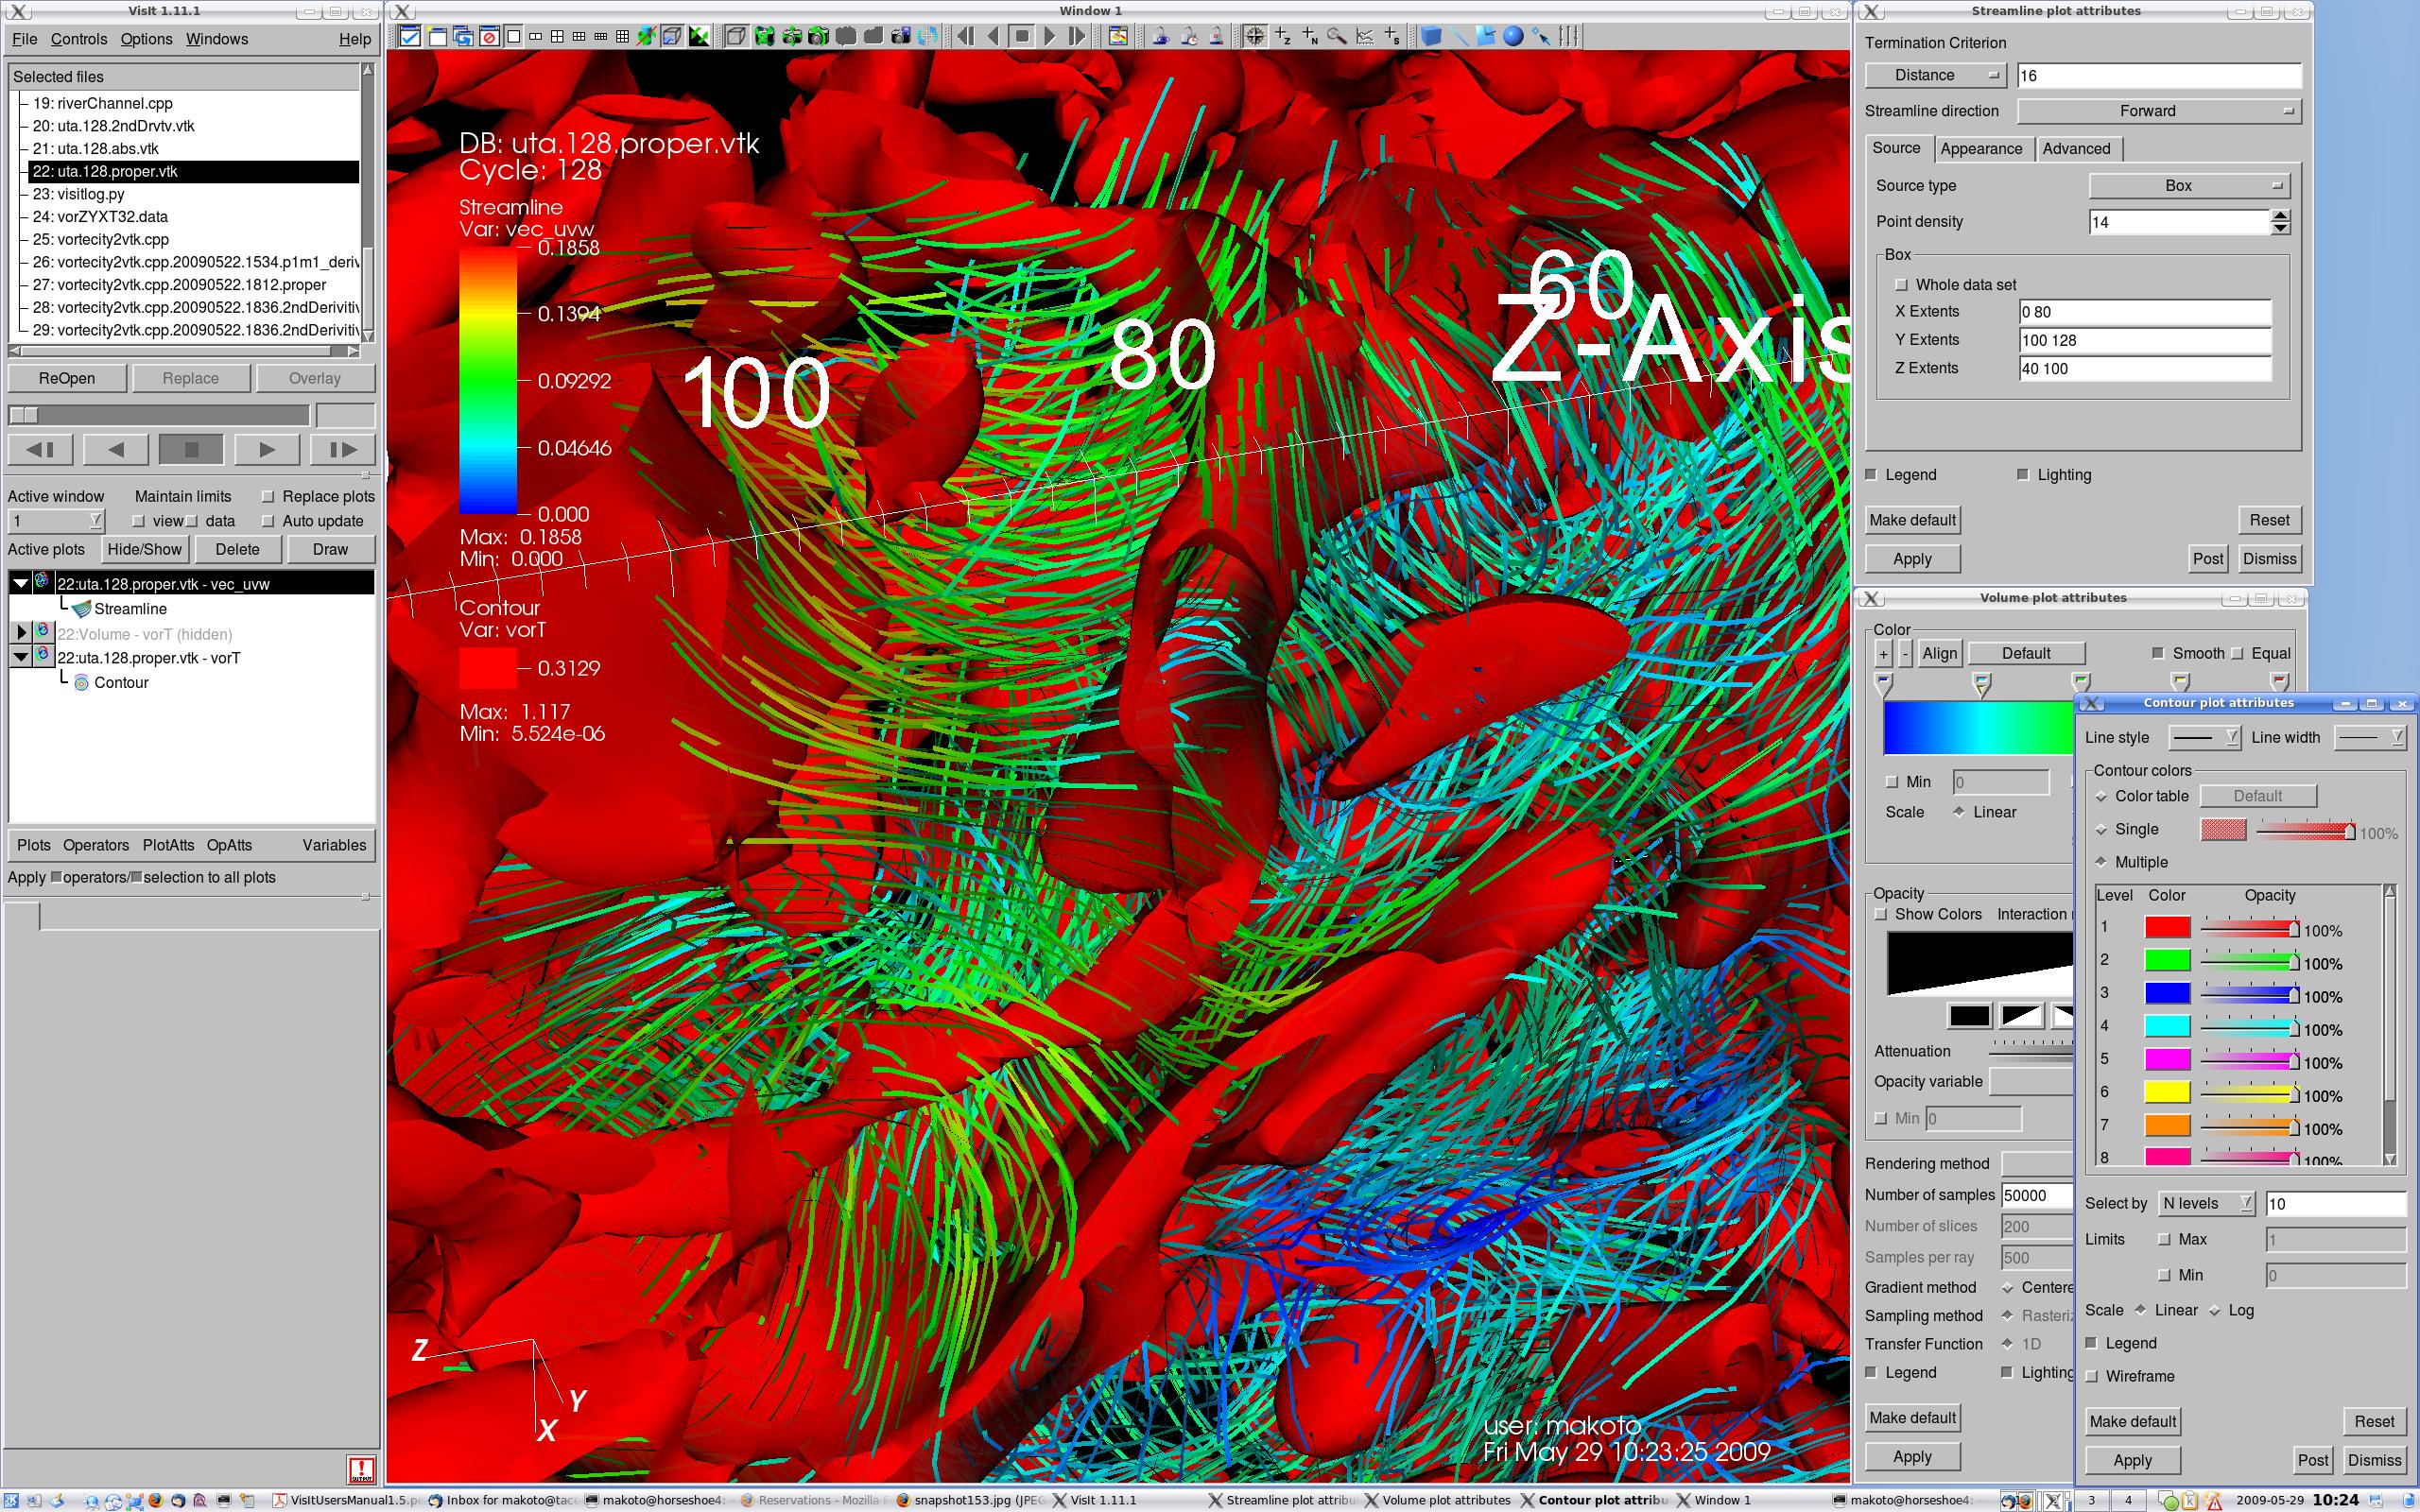 VisIt 1.11.1
File Controls Options Windows Help
Selected files
19: riverChannel.cpp
20: uta.128.2ndDrvtv.vtk
21: uta.128.abs.vtk
22: uta.128.proper.vtk
23: visitlog.py
24: vorZYXT32.data
25: vortecity2vtk.cpp
26: vortecity2vtk.cpp.20090522.1534.p1m1_deriv
27: vortecity2vtk.cpp.20090522.1812.proper
28: vortecity2vtk.cpp.20090522.1836.2ndDerivitiv
29: vortecity2vtk.cpp.20090522.1836.2ndDerivitiv
ReOpen Replace Overlay
Active window Maintain limits Replace plots
1 view data Auto update
Active plots Hide/Show Delete Draw
22:uta.128.proper.vtk - vec_uvw
Streamline
22:Volume - vorT (hidden)
22:uta.128.proper.vtk - vorT
Contour
Plots Operators PlotAtts OpAtts Variables
Apply operators/ selection to all plots
Window 1
DB: uta.128.proper.vtk
Cycle: 128
Streamline
Var: vec_uvw
0.1858
0.1394
0.09292
0.04646
0.000
Max: 0.1858
Min: 0.000
Contour
Var: vorT
0.3129
Max: 1.117
Min: 5.524e-06
100
80
60
Z-Axis
Z
Y
X
user: makoto
Fri May 29 10:23:25 2009
Streamline plot attributes
Termination Criterion
Distance 16
Streamline direction Forward
Source Appearance Advanced
Source type Box
Point density 14
Box
Whole data set
X Extents 0 80
Y Extents 100 128
Z Extents 40 100
Legend Lighting
Make default Reset
Apply Post Dismiss
Volume plot attributes
Color
+ - Align Default Smooth Equal
Min 0
Scale Linear
Opacity
Show Colors Interaction
Attenuation
Opacity variable
Min 0
Rendering method
Number of samples 50000
Number of slices 200
Samples per ray 500
Gradient method Centere
Sampling method Rasteriz
Transfer Function 1D
Legend Lighting
Make default
Apply
Contour plot attributes
Line style Line width
Contour colors
Color table Default
Single 100%
Multiple
Level Color Opacity
1 100%
2 100%
3 100%
4 100%
5 100%
6 100%
7 100%
8 100%
Select by N levels 10
Limits Max 1
Min 0
Scale Linear Log
Legend
Wireframe
Make default Reset
Apply Post Dismiss
VisItUsersManual1.5.p Inbox for makoto@tac makoto@horseshoe4: Reservations - Mozilla F snapshot153.jpg (JPEG VisIt 1.11.1 Streamline plot attribu Volume plot attributes Contour plot attribu Window 1 makoto@horseshoe4: 3 4 2009-05-29 10:24